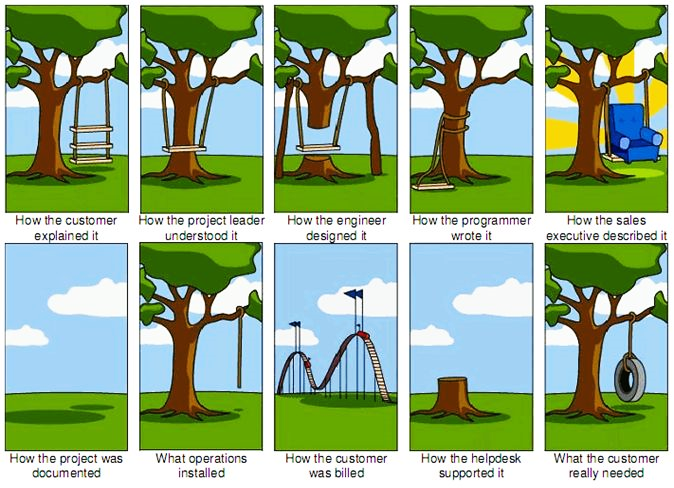 How the customer
explained it
How the project leader
understood it
How the engineer
designed it
How the programmer
wrote it
How the sales
executive described it
How the project was
documented
What operations
installed
How the customer
was billed
How the helpdesk
supported it
What the customer
really needed